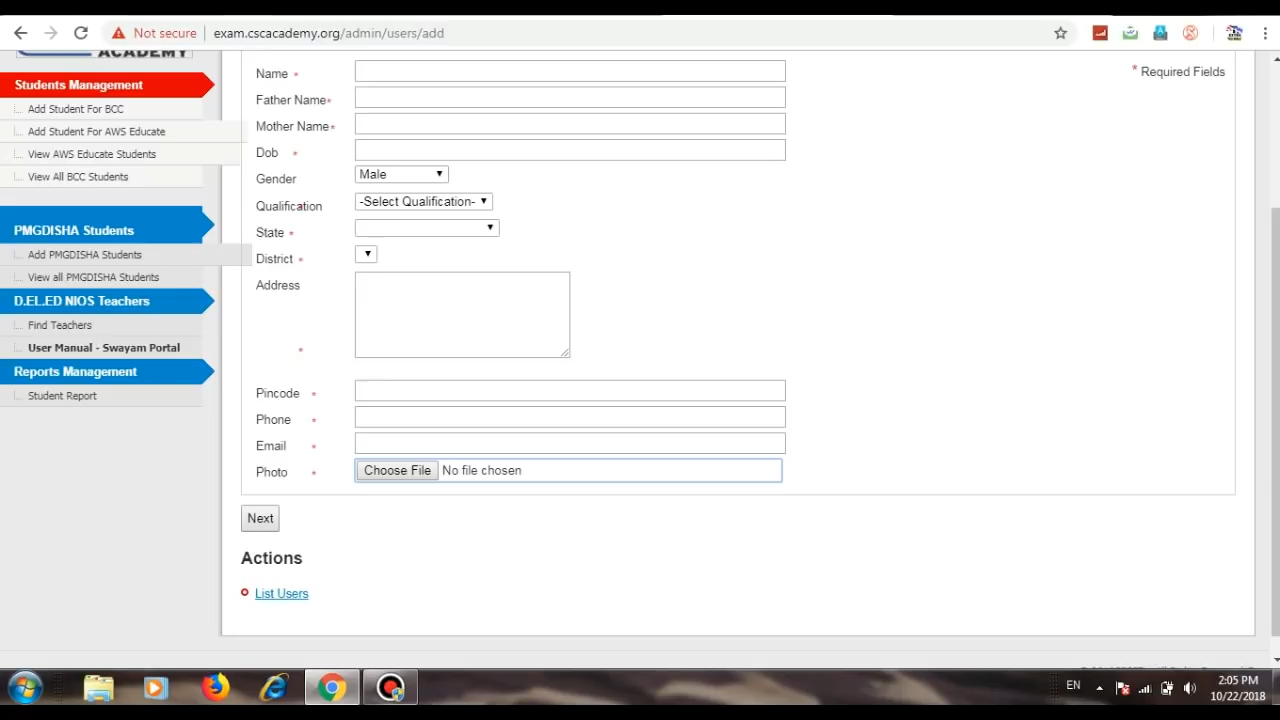 Not secure | exam.cscacademy.org/admin/users/add
ACADEMY
Students Management
Add Student For BCC
Add Student For AWS Educate
View AWS Educate Students
View All BCC Students
PMGDISHA Students
Add PMGDISHA Students
View all PMGDISHA Students
D.EL.ED NIOS Teachers
Find Teachers
User Manual - Swayam Portal
Reports Management
Student Report
* Required Fields
Name *
Father Name*
Mother Name*
Dob *
Gender Male
Qualification -Select Qualification-
State *
District *
Address
*
Pincode *
Phone *
Email *
Photo * Choose File No file chosen
Next
Actions
List Users
EN
2:05 PM
10/22/2018